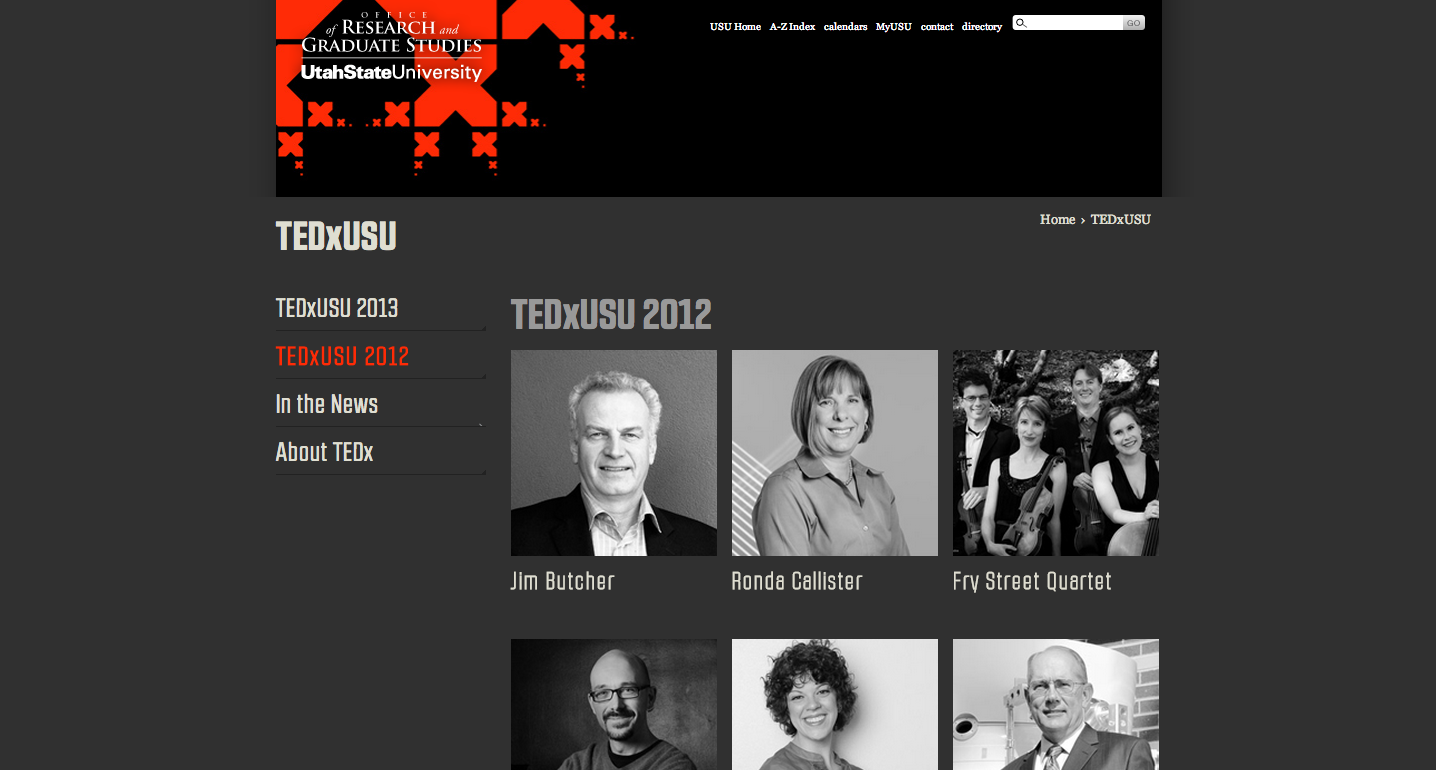 OFFICE
of RESEARCH and
GRADUATE STUDIES
UtahStateUniversity
USU Home A-Z Index calendars MyUSU contact directory
GO
Home › TEDxUSU
TEDxUSU
TEDxUSU 2013
TEDxUSU 2012
In the News
About TEDx
TEDxUSU 2012
Jim Butcher
Ronda Callister
Fry Street Quartet